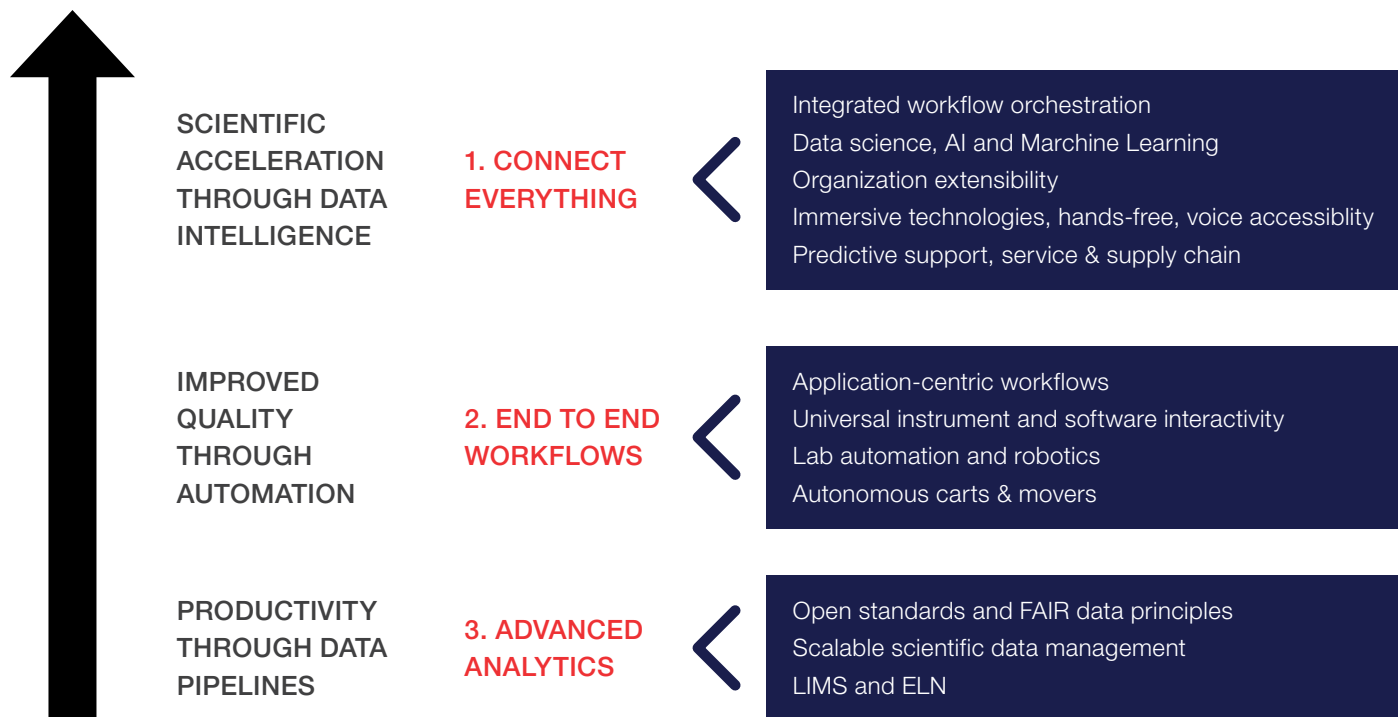 SCIENTIFIC
ACCELERATION
THROUGH DATA
INTELLIGENCE
1. CONNECT
EVERYTHING
Integrated workflow orchestration
Data science, AI and Marchine Learning
Organization extensibility
Immersive technologies, hands-free, voice accessiblity
Predictive support, service & supply chain
IMPROVED
QUALITY
THROUGH
AUTOMATION
2. END TO END
WORKFLOWS
Application-centric workflows
Universal instrument and software interactivity
Lab automation and robotics
Autonomous carts & movers
PRODUCTIVITY
THROUGH DATA
PIPELINES
3. ADVANCED
ANALYTICS
Open standards and FAIR data principles
Scalable scientific data management
LIMS and ELN